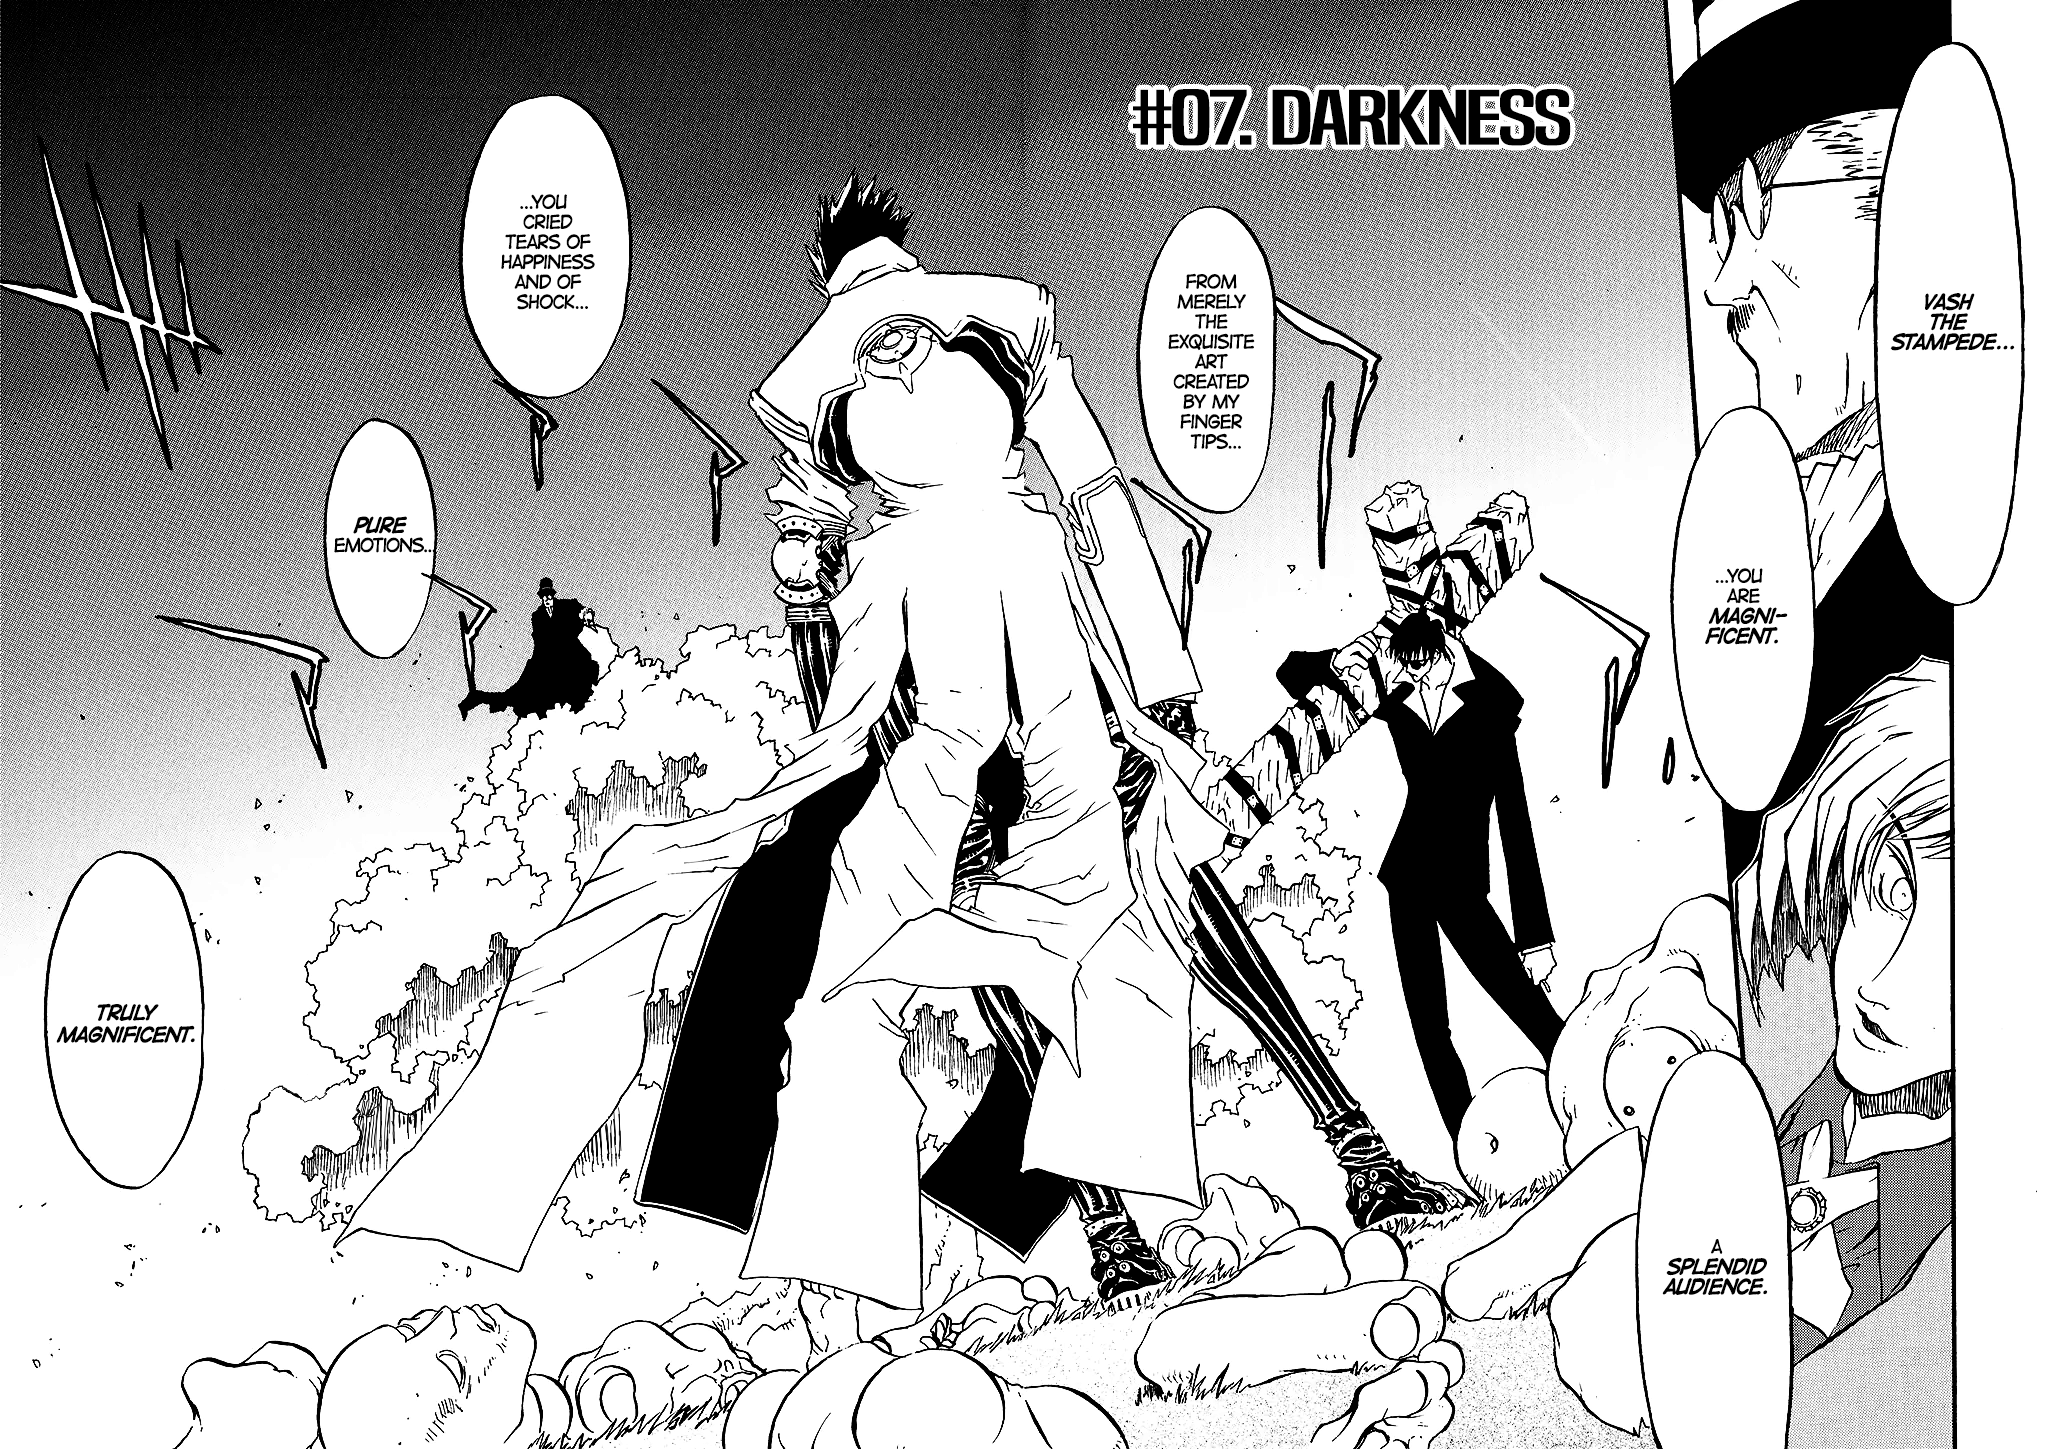 VASH
THE
STAMPEDE...
...YOU
ARE
MAGNI-
FICENT.
A
SPLENDID
AUDIENCE.
#07. DARKNESS
FROM
MERELY
THE
EXQUISITE
ART
CREATED
BY MY
FINGER
TIPS...
...YOU
CRIED
TEARS OF
HAPPINESS
AND OF
SHOCK...
PURE
EMOTIONS...
TRULY
MAGNIFICENT.